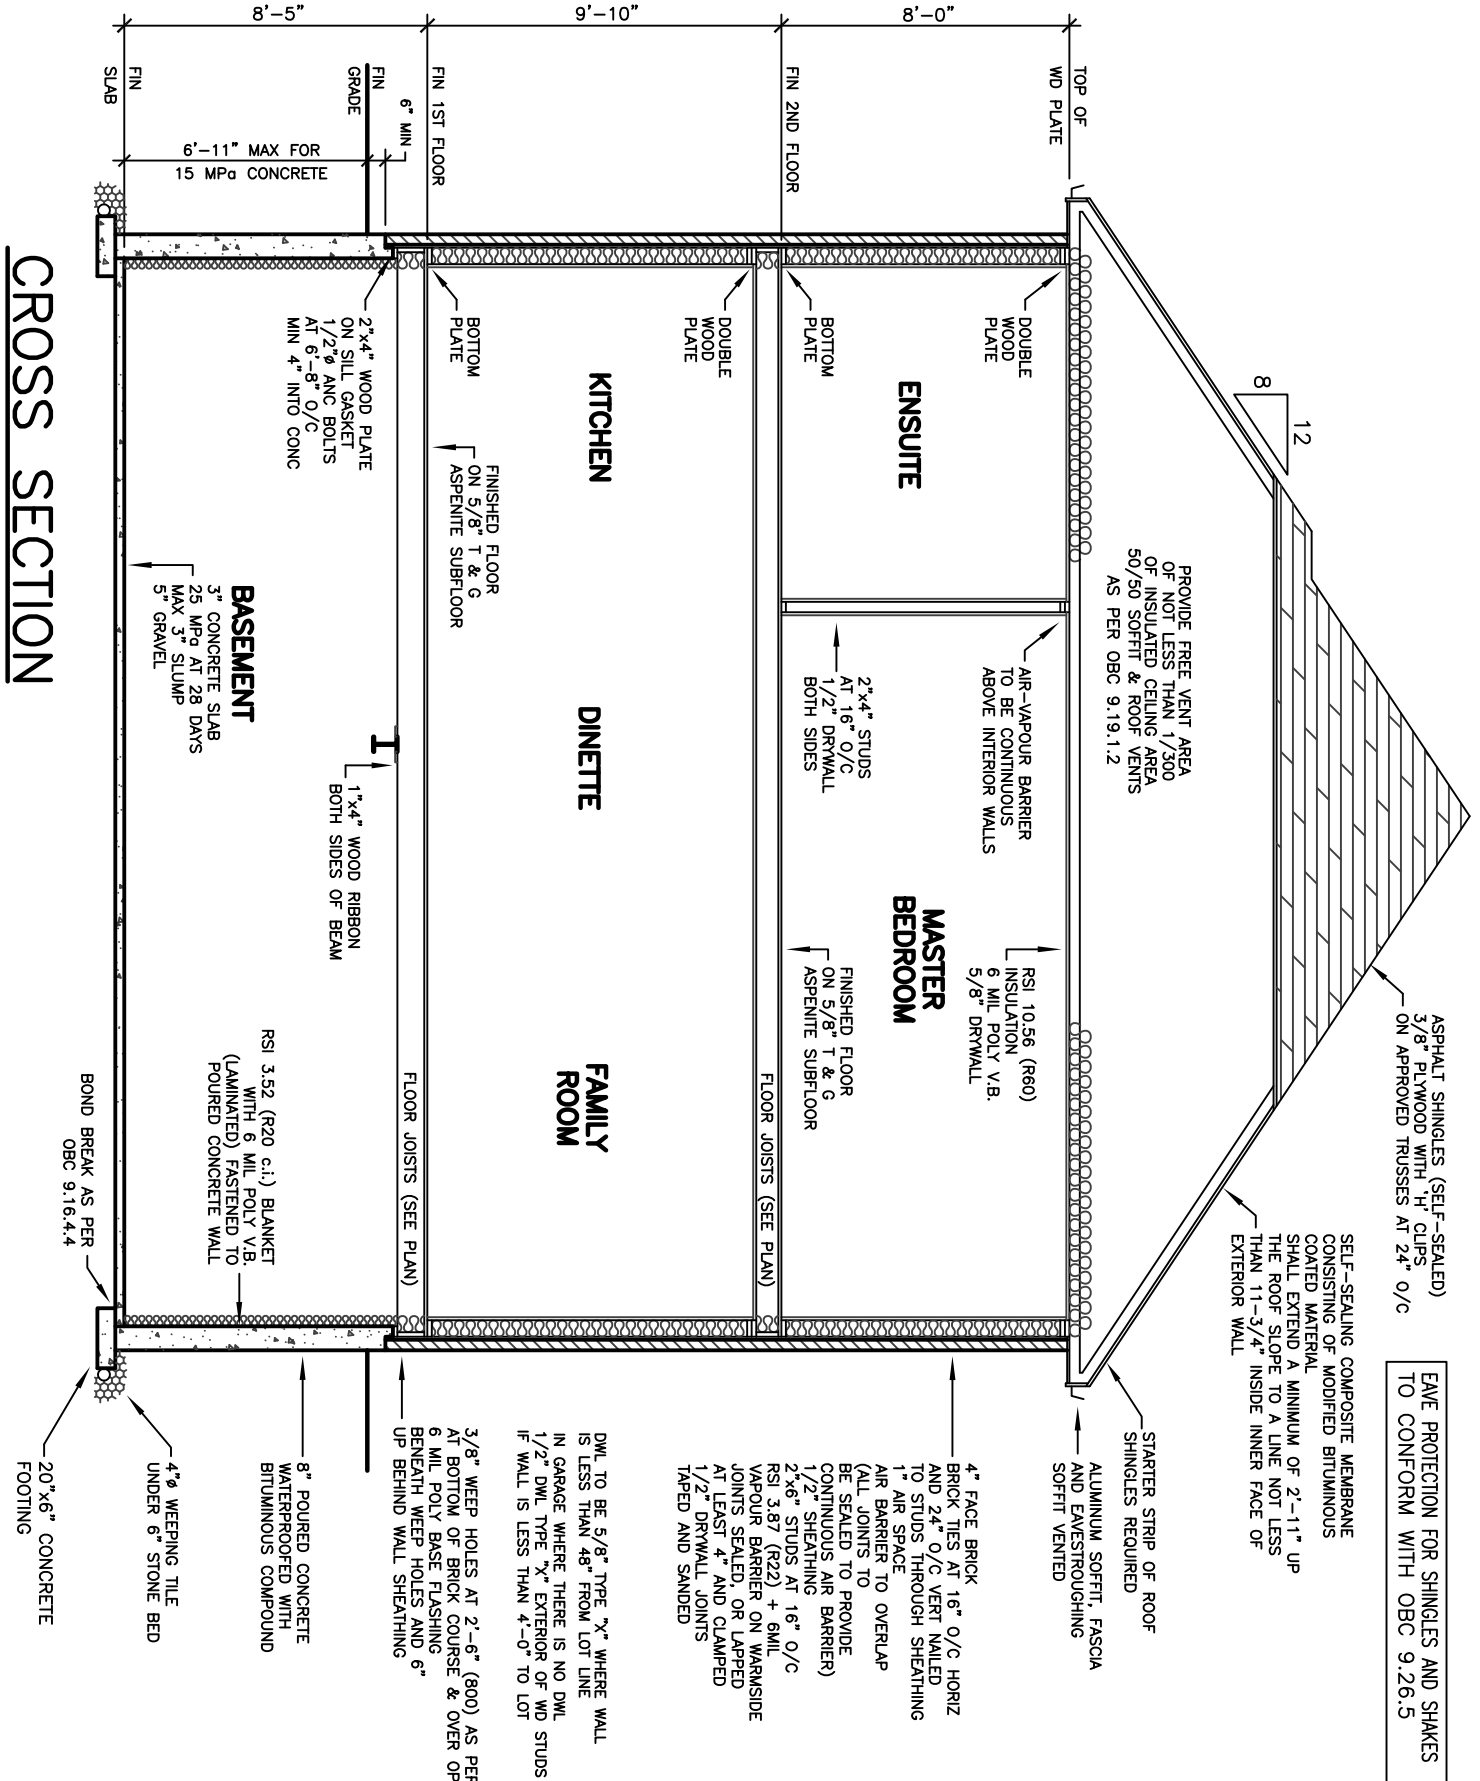 EAVE PROTECTION FOR SHINGLES AND SHAKES
TO CONFORM WITH OBC 9.26.5
ASPHALT SHINGLES (SELF-SEALED)
3/8" PLYWOOD WITH 'H' CLIPS
ON APPROVED TRUSSES AT 24" O/C
SELF-SEALING COMPOSITE MEMBRANE
CONSISTING OF MODIFIED BITUMINOUS
COATED MATERIAL
SHALL EXTEND A MINIMUM OF 2'-11" UP
THE ROOF SLOPE TO A LINE NOT LESS
THAN 11-3/4" INSIDE INNER FACE OF
EXTERIOR WALL
12
8
PROVIDE FREE VENT AREA
OF NOT LESS THAN 1/300
OF INSULATED CEILING AREA
50/50 SOFFIT & ROOF VENTS
AS PER OBC 9.19.1.2
STARTER STRIP OF ROOF
SHINGLES REQUIRED
ALUMINUM SOFFIT, FASCIA
AND EAVESTROUGHING
SOFFIT VENTED
TOP OF
WD PLATE
8'-0"
DOUBLE
WOOD
PLATE
AIR-VAPOUR BARRIER
TO BE CONTINUOUS
ABOVE INTERIOR WALLS
RSI 10.56 (R60)
INSULATION
6 MIL POLY V.B.
5/8" DRYWALL
ENSUITE
MASTER
BEDROOM
2"x4" STUDS
AT 16" O/C
1/2" DRYWALL
BOTH SIDES
FINISHED FLOOR
ON 5/8" T & G
ASPENITE SUBFLOOR
BOTTOM
PLATE
FIN 2ND FLOOR
FLOOR JOISTS (SEE PLAN)
4" FACE BRICK
BRICK TIES AT 16" O/C HORIZ
AND 24" O/C VERT NAILED
TO STUDS THROUGH SHEATHING
1" AIR SPACE
AIR BARRIER TO OVERLAP
(ALL JOINTS TO
BE SEALED TO PROVIDE
CONTINUOUS AIR BARRIER)
1/2" SHEATHING
2"x6" STUDS AT 16" O/C
RSI 3.87 (R22) + 6MIL
VAPOUR BARRIER ON WARMSIDE
JOINTS SEALED, OR LAPPED
AT LEAST 4" AND CLAMPED
1/2" DRYWALL JOINTS
TAPED AND SANDED
9'-10"
DOUBLE
WOOD
PLATE
KITCHEN
DINETTE
FAMILY
ROOM
DWL TO BE 5/8" TYPE "X" WHERE WALL
IS LESS THAN 48" FROM LOT LINE
IN GARAGE WHERE THERE IS NO DWL
1/2" DWL TYPE "X" EXTERIOR OF WD STUDS
IF WALL IS LESS THAN 4'-0" TO LOT
FINISHED FLOOR
ON 5/8" T & G
ASPENITE SUBFLOOR
BOTTOM
PLATE
FIN 1ST FLOOR
FLOOR JOISTS (SEE PLAN)
3/8" WEEP HOLES AT 2'-6" (800) AS PER
AT BOTTOM OF BRICK COURSE & OVER OP
6 MIL POLY BASE FLASHING
BENEATH WEEP HOLES AND 6"
UP BEHIND WALL SHEATHING
8'-5"
6" MIN
FIN
GRADE
2"x4" WOOD PLATE
ON SILL GASKET
1/2"ø ANC BOLTS
AT 6'-8" O/C
MIN 4" INTO CONC
1"x4" WOOD RIBBON
BOTH SIDES OF BEAM
8" POURED CONCRETE
WATERPROOFED WITH
BITUMINOUS COMPOUND
6'-11" MAX FOR
15 MPa CONCRETE
BASEMENT
3" CONCRETE SLAB
25 MPa AT 28 DAYS
MAX 3" SLUMP
5" GRAVEL
RSI 3.52 (R20 c.i.) BLANKET
WITH 6 MIL POLY V.B.
(LAMINATED) FASTENED TO
POURED CONCRETE WALL
FIN
SLAB
4"ø WEEPING TILE
UNDER 6" STONE BED
BOND BREAK AS PER
OBC 9.16.4.4
20"x6" CONCRETE
FOOTING
CROSS SECTION